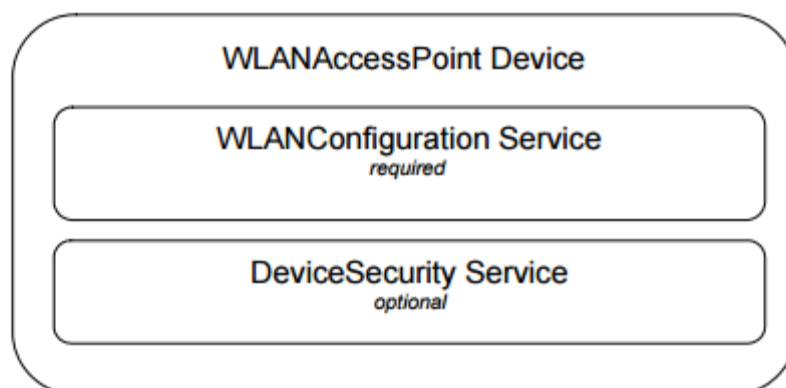 WLANAccessPoint Device
WLANConfiguration Service
required
DeviceSecurity Service
optional